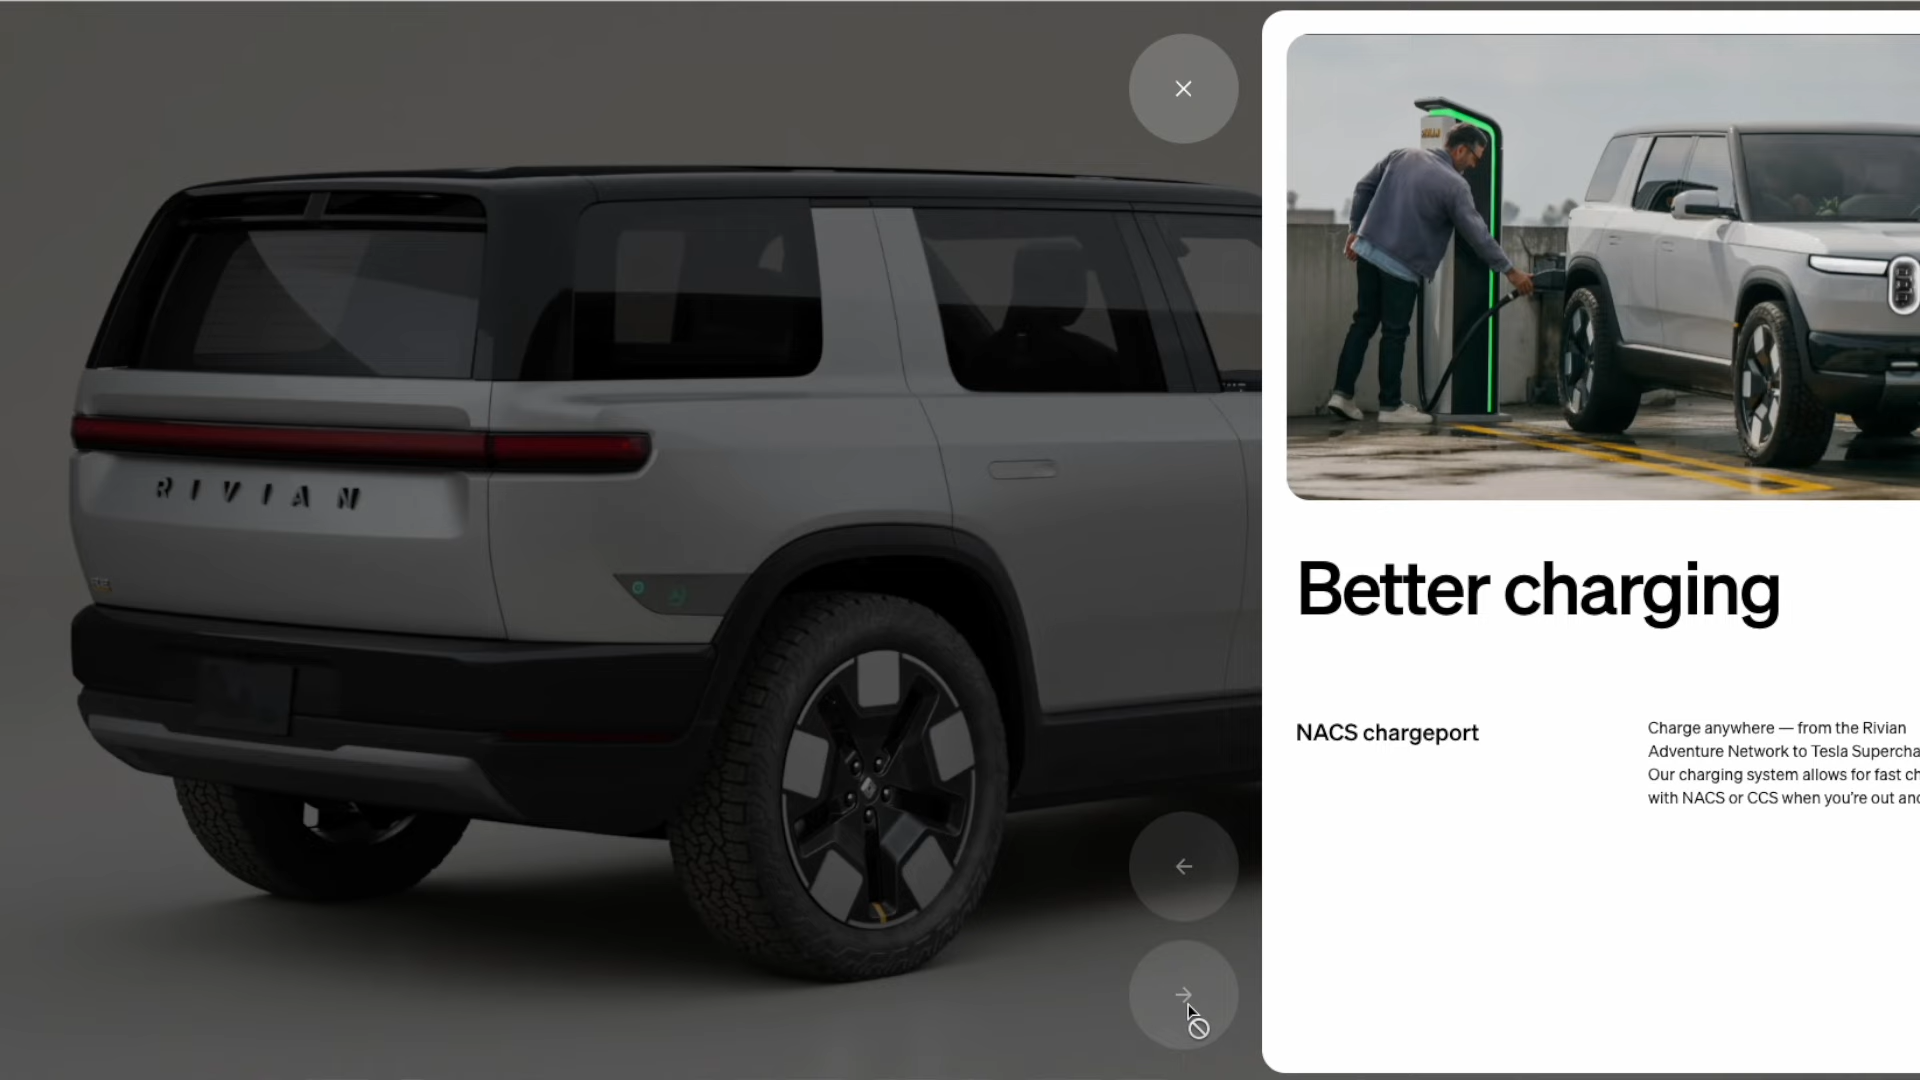 RIVIAN
Better charging
NACS chargeport
Charge anywhere — from the Rivian
Adventure Network to Tesla Supercha
Our charging system allows for fast ch
with NACS or CCS when you're out and